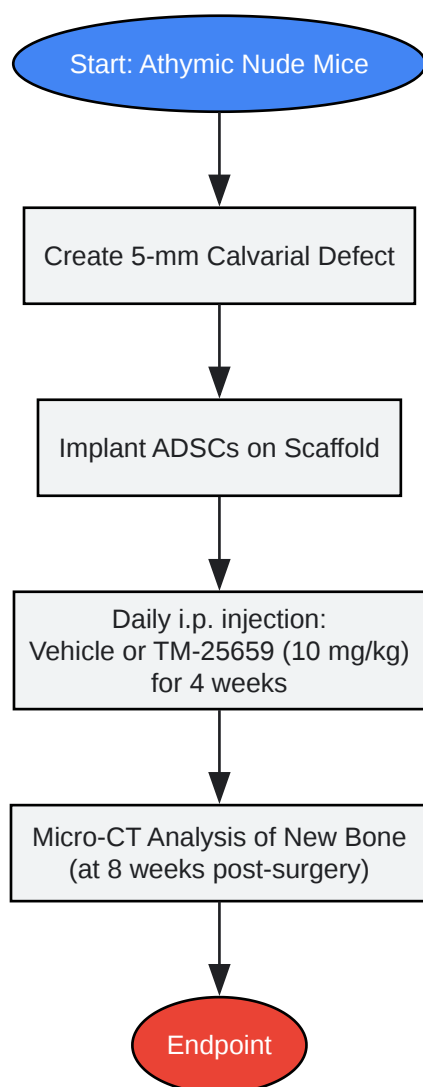 Start: Athymic Nude Mice
Create 5-mm Calvarial Defect
Implant ADSCs on Scaffold
Daily i.p. injection:
Vehicle or TM-25659 (10 mg/kg)
for 4 weeks
Micro-CT Analysis of New Bone
(at 8 weeks post-surgery)
Endpoint